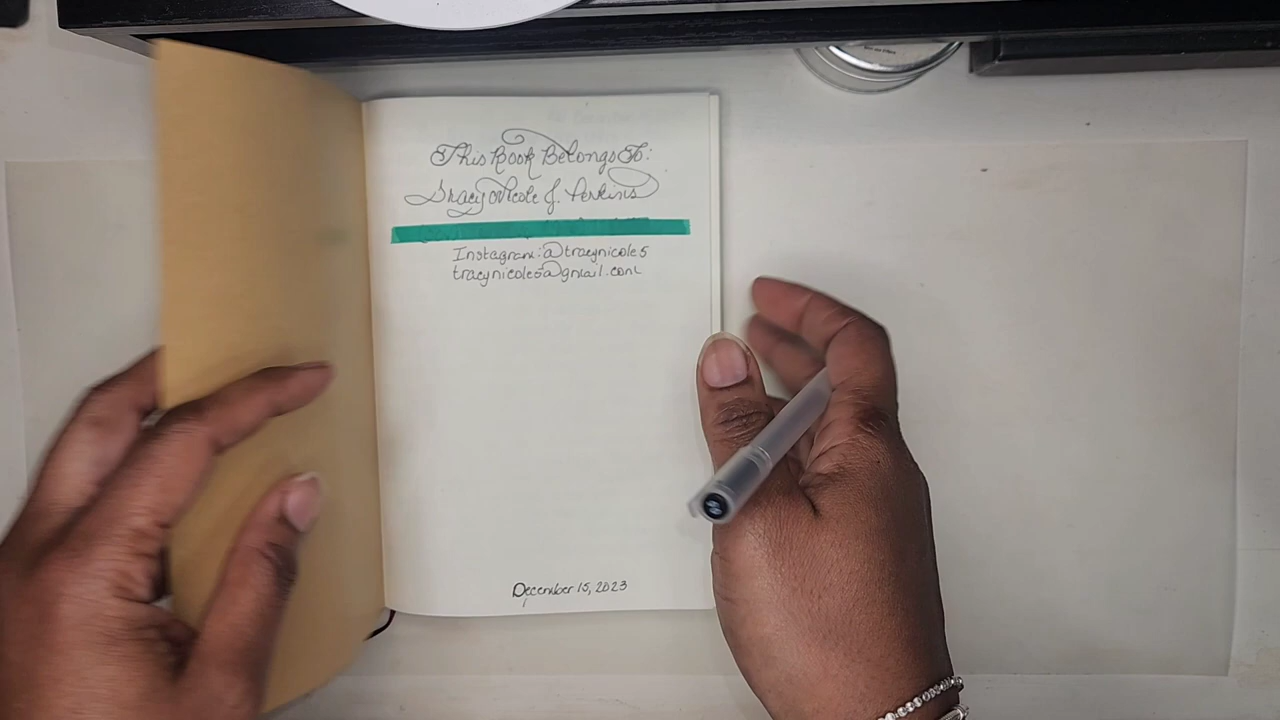 This Book Belongs To:
Tracy Nicole J. Perkins
Instagram: @tracynicole5
tracynicole5@gmail.com
December 15, 2023